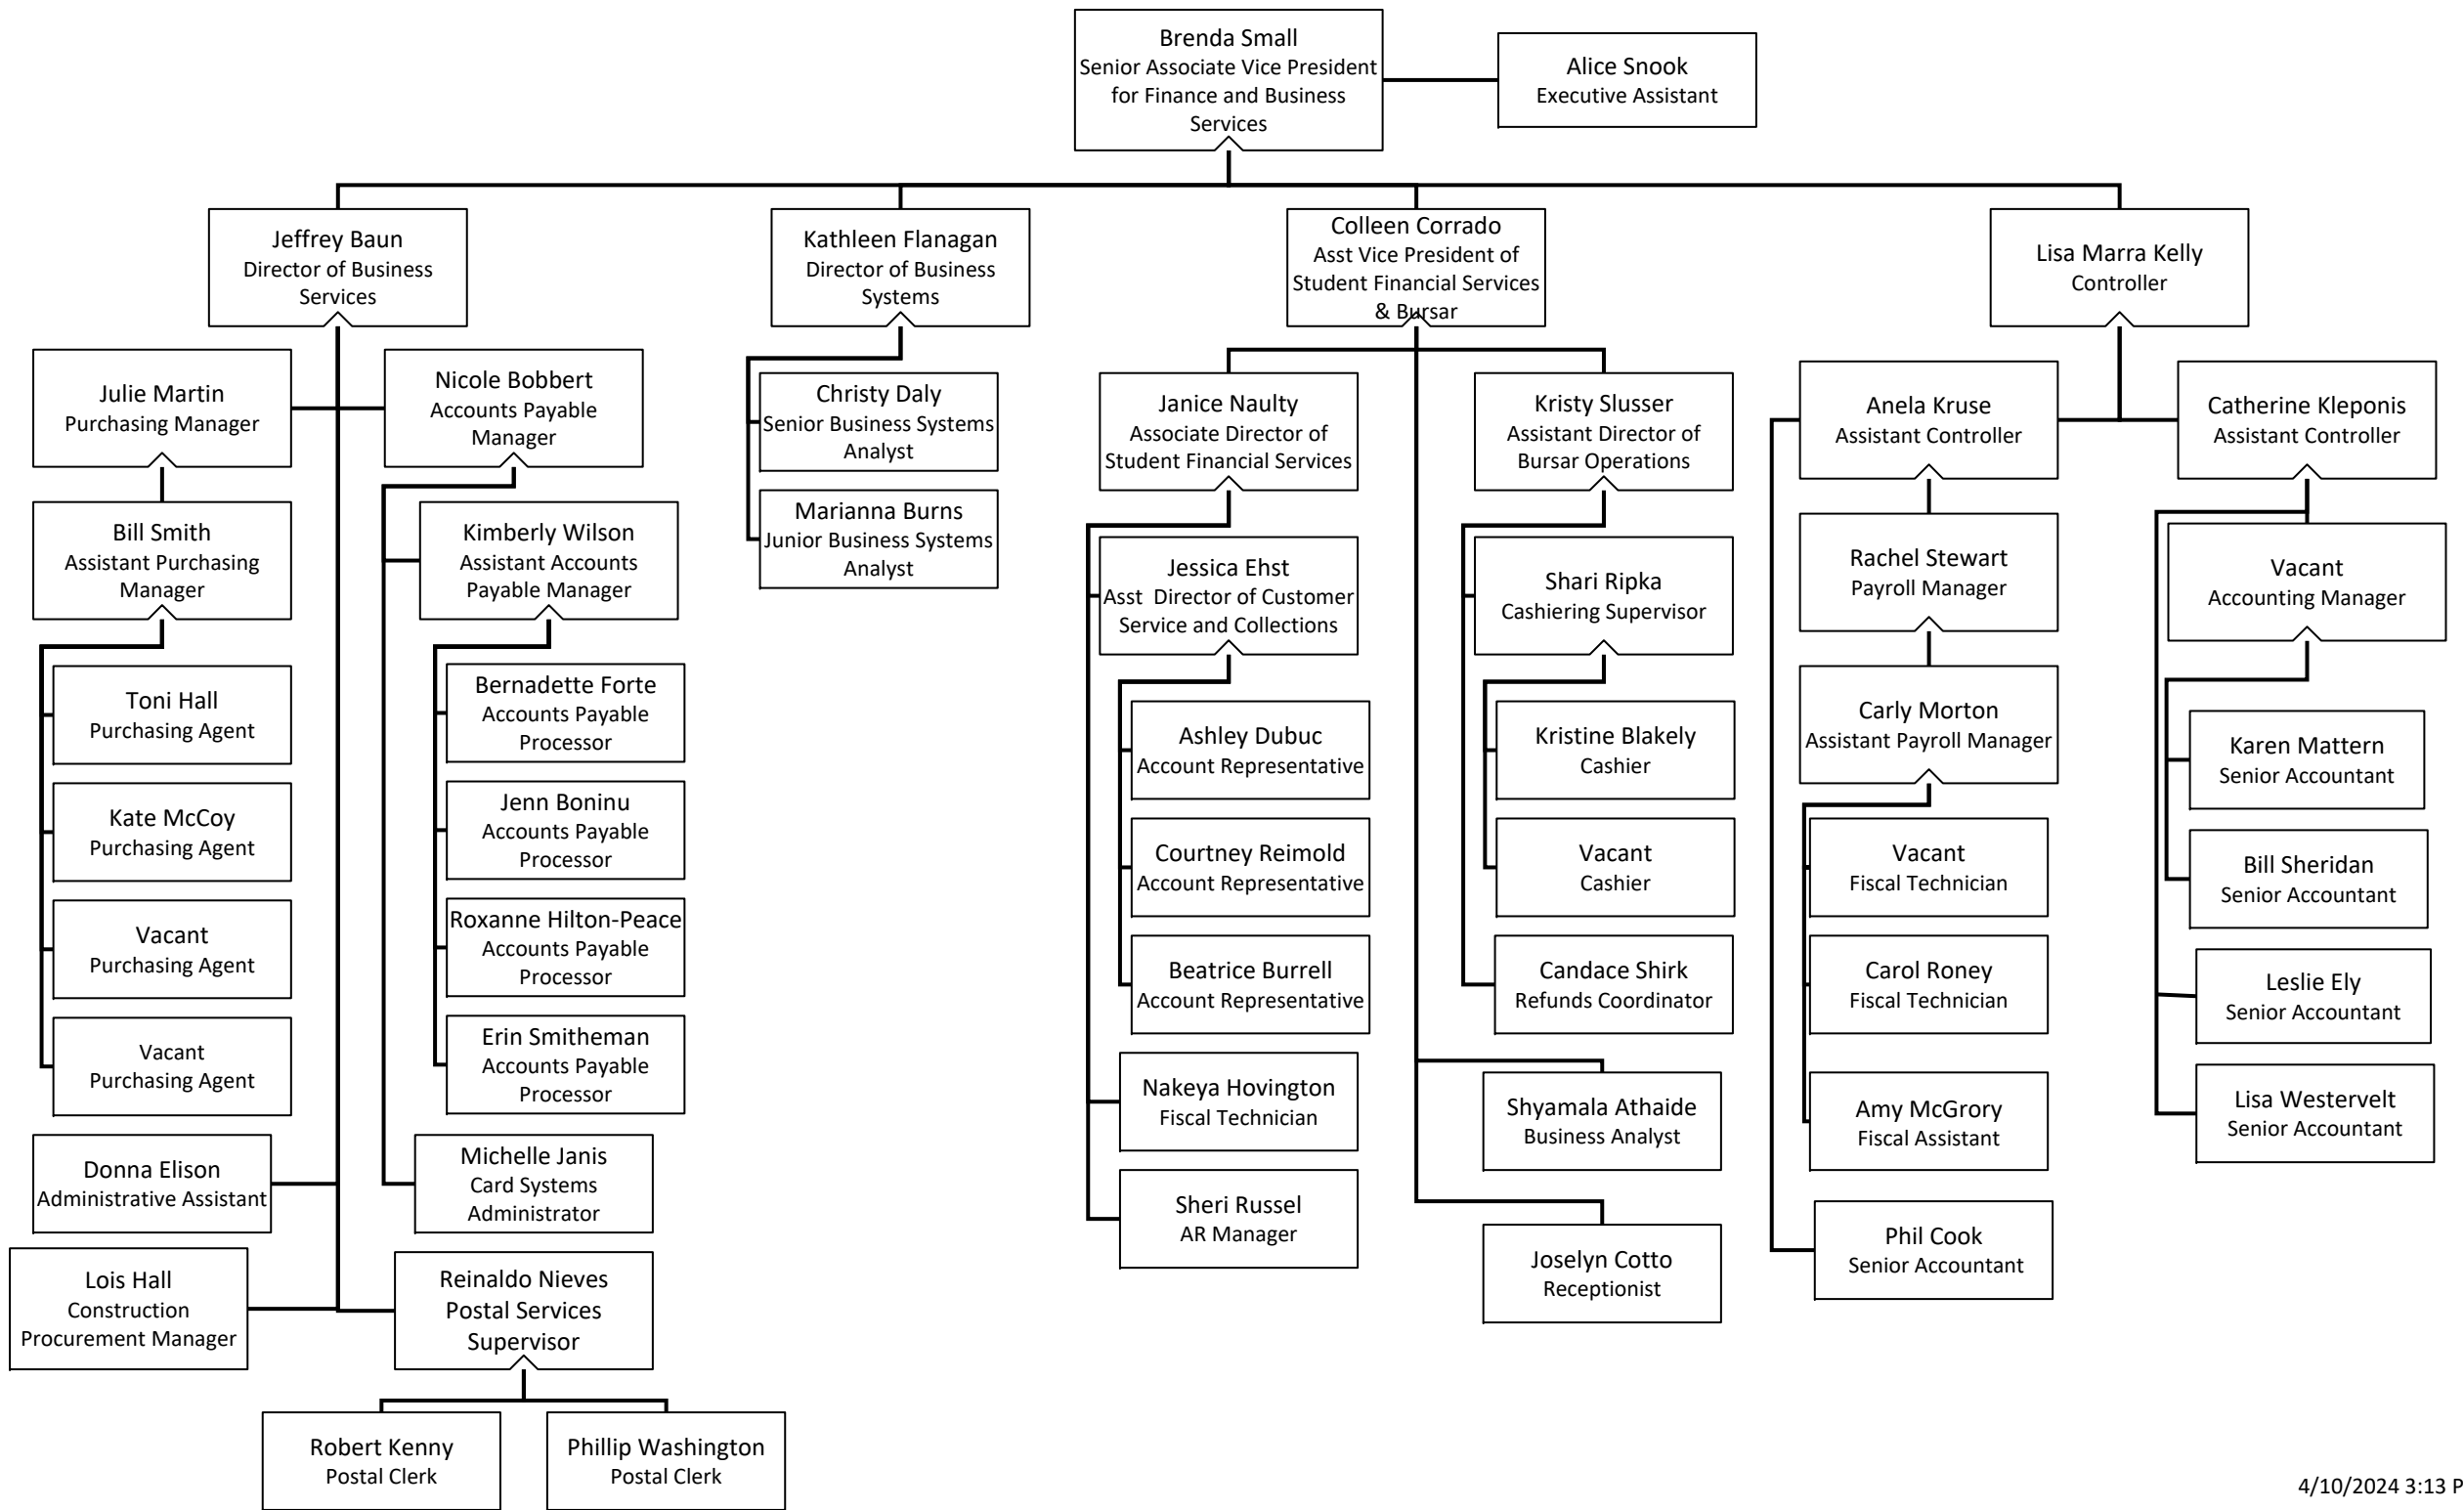 Brenda Small
Senior Associate Vice President
for Finance and Business
Services
Alice Snook
Executive Assistant
Jeffrey Baun
Director of Business
Services
Kathleen Flanagan
Director of Business
Systems
Colleen Corrado
Asst Vice President of
Student Financial Services
& Bursar
Lisa Marra Kelly
Controller
Julie Martin
Purchasing Manager
Nicole Bobbert
Accounts Payable
Manager
Christy Daly
Senior Business Systems
Analyst
Janice Naulty
Associate Director of
Student Financial Services
Kristy Slusser
Assistant Director of
Bursar Operations
Anela Kruse
Assistant Controller
Catherine Kleponis
Assistant Controller
Bill Smith
Assistant Purchasing
Manager
Kimberly Wilson
Assistant Accounts
Payable Manager
Marianna Burns
Junior Business Systems
Analyst
Jessica Ehst
Asst  Director of Customer
Service and Collections
Shari Ripka
Cashiering Supervisor
Rachel Stewart
Payroll Manager
Vacant
Accounting Manager
Toni Hall
Purchasing Agent
Bernadette Forte
Accounts Payable
Processor
Ashley Dubuc
Account Representative
Kristine Blakely
Cashier
Carly Morton
Assistant Payroll Manager
Karen Mattern
Senior Accountant
Kate McCoy
Purchasing Agent
Jenn Boninu
Accounts Payable
Processor
Courtney Reimold
Account Representative
Vacant
Cashier
Vacant
Fiscal Technician
Bill Sheridan
Senior Accountant
Vacant
Purchasing Agent
Roxanne Hilton-Peace
Accounts Payable
Processor
Beatrice Burrell
Account Representative
Candace Shirk
Refunds Coordinator
Carol Roney
Fiscal Technician
Leslie Ely
Senior Accountant
Vacant
Purchasing Agent
Erin Smitheman
Accounts Payable
Processor
Nakeya Hovington
Fiscal Technician
Shyamala Athaide
Business Analyst
Amy McGrory
Fiscal Assistant
Lisa Westervelt
Senior Accountant
Donna Elison
Administrative Assistant
Michelle Janis
Card Systems
Administrator
Sheri Russel
AR Manager
Joselyn Cotto
Receptionist
Phil Cook
Senior Accountant
Lois Hall
Construction
Procurement Manager
Reinaldo Nieves
Postal Services
Supervisor
Robert Kenny
Postal Clerk
Phillip Washington
Postal Clerk
4/10/2024 3:13 P